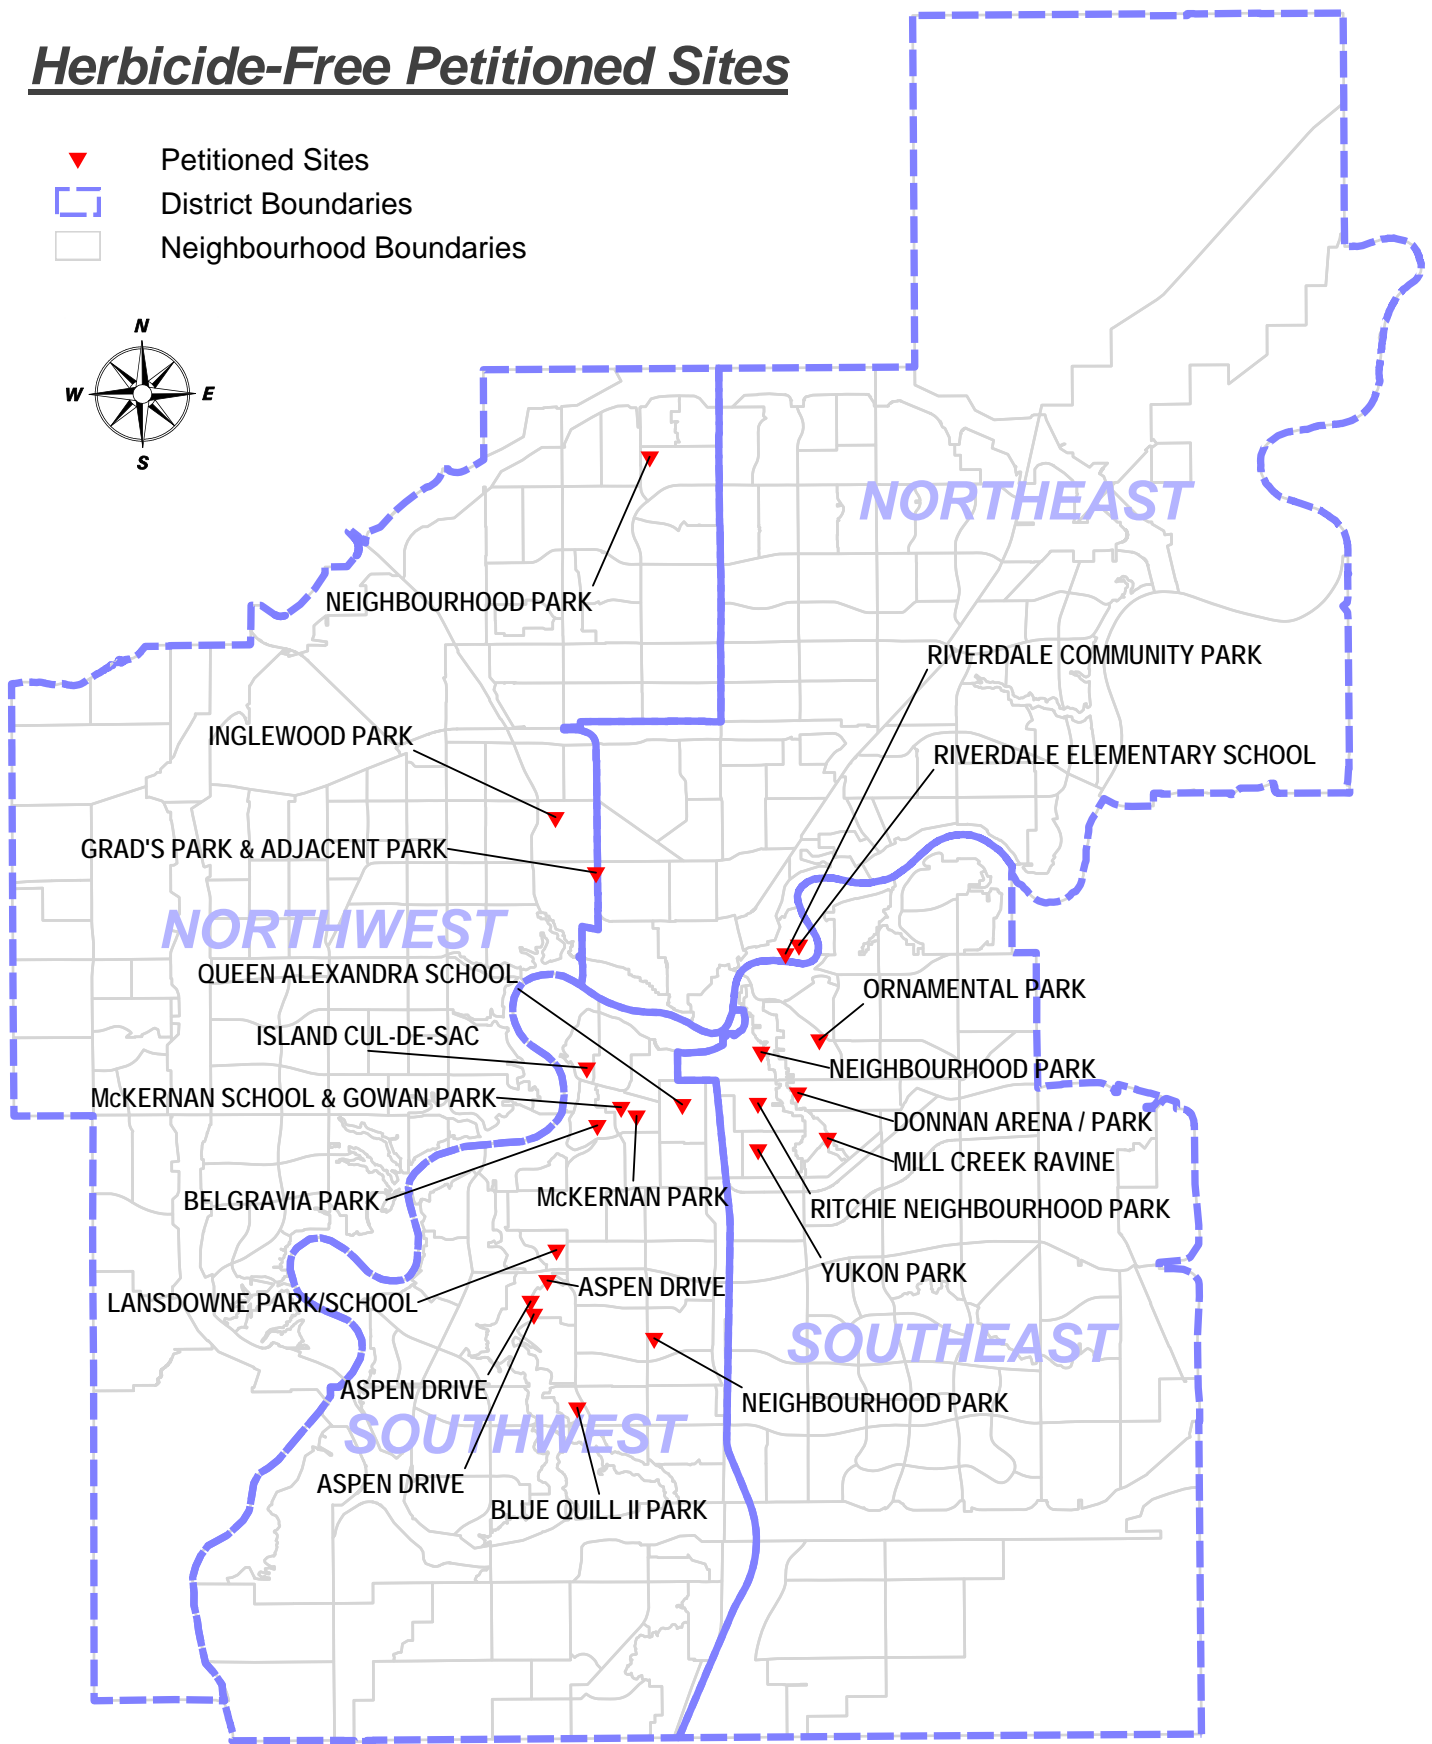 Herbicide-Free Petitioned Sites
Petitioned Sites
District Boundaries
Neighbourhood Boundaries
N
W E
S
NORTHEAST
NEIGHBOURHOOD PARK
RIVERDALE COMMUNITY PARK
INGLEWOOD PARK
RIVERDALE ELEMENTARY SCHOOL
GRAD'S PARK & ADJACENT PARK
NORTHWEST
QUEEN ALEXANDRA SCHOOL
ORNAMENTAL PARK
ISLAND CUL-DE-SAC
NEIGHBOURHOOD PARK
McKERNAN SCHOOL & GOWAN PARK
DONNAN ARENA / PARK
MILL CREEK RAVINE
BELGRAVIA PARK
McKERNAN PARK
RITCHIE NEIGHBOURHOOD PARK
YUKON PARK
ASPEN DRIVE
LANSDOWNE PARK/SCHOOL
SOUTHEAST
ASPEN DRIVE
NEIGHBOURHOOD PARK
SOUTHWEST
ASPEN DRIVE
BLUE QUILL II PARK